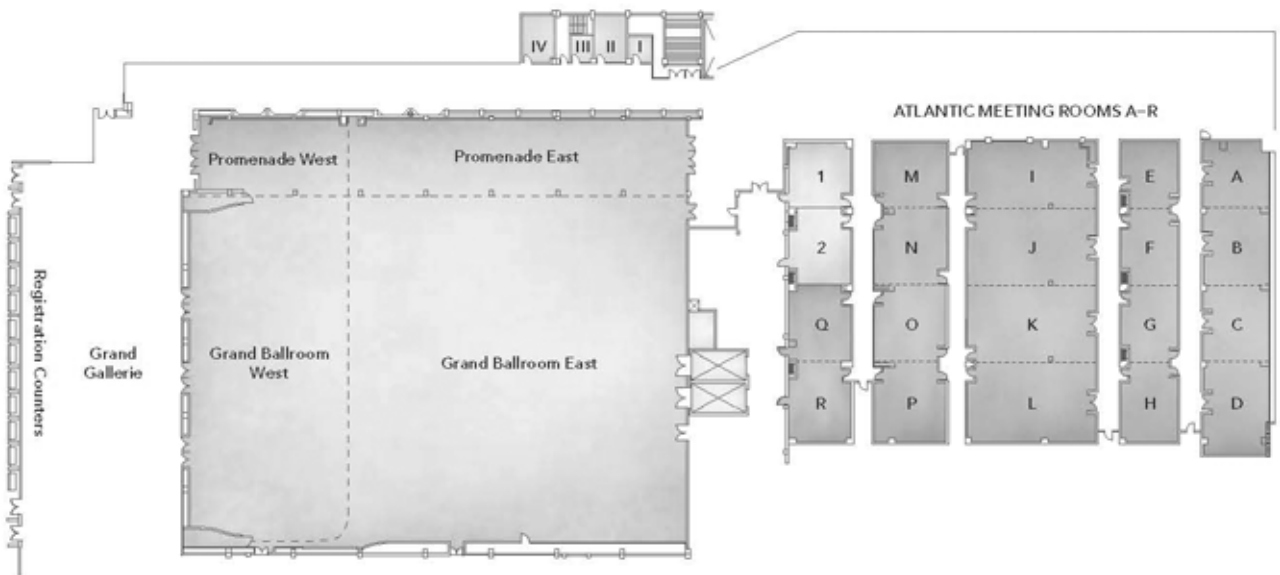 IV
III
II
I
ATLANTIC MEETING ROOMS A–R
Promenade West
Promenade East
1
M
I
E
A
2
N
J
F
B
Registration Counters
Grand
Gallerie
Grand Ballroom
West
Grand Ballroom East
Q
O
K
G
C
R
P
L
H
D